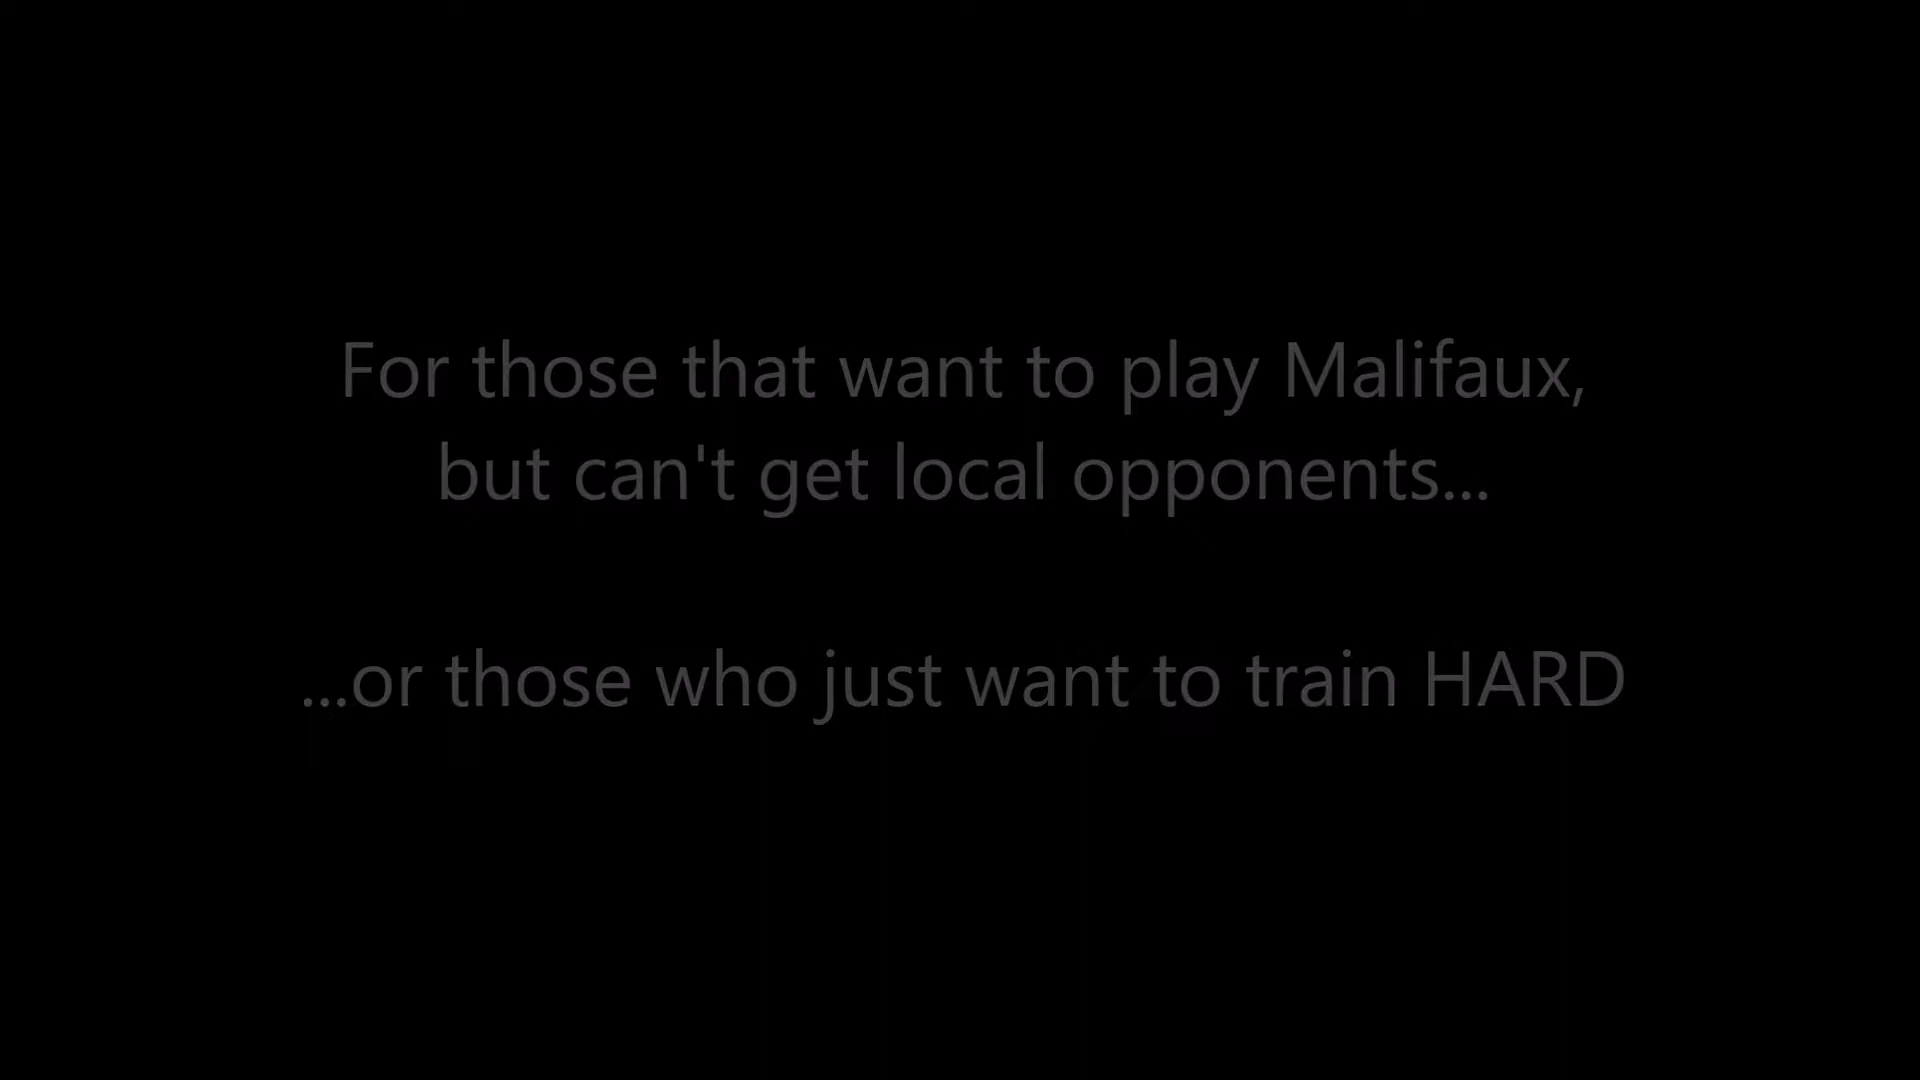 For those that want to play Malifaux,
but can't get local opponents...
...or those who just want to train HARD